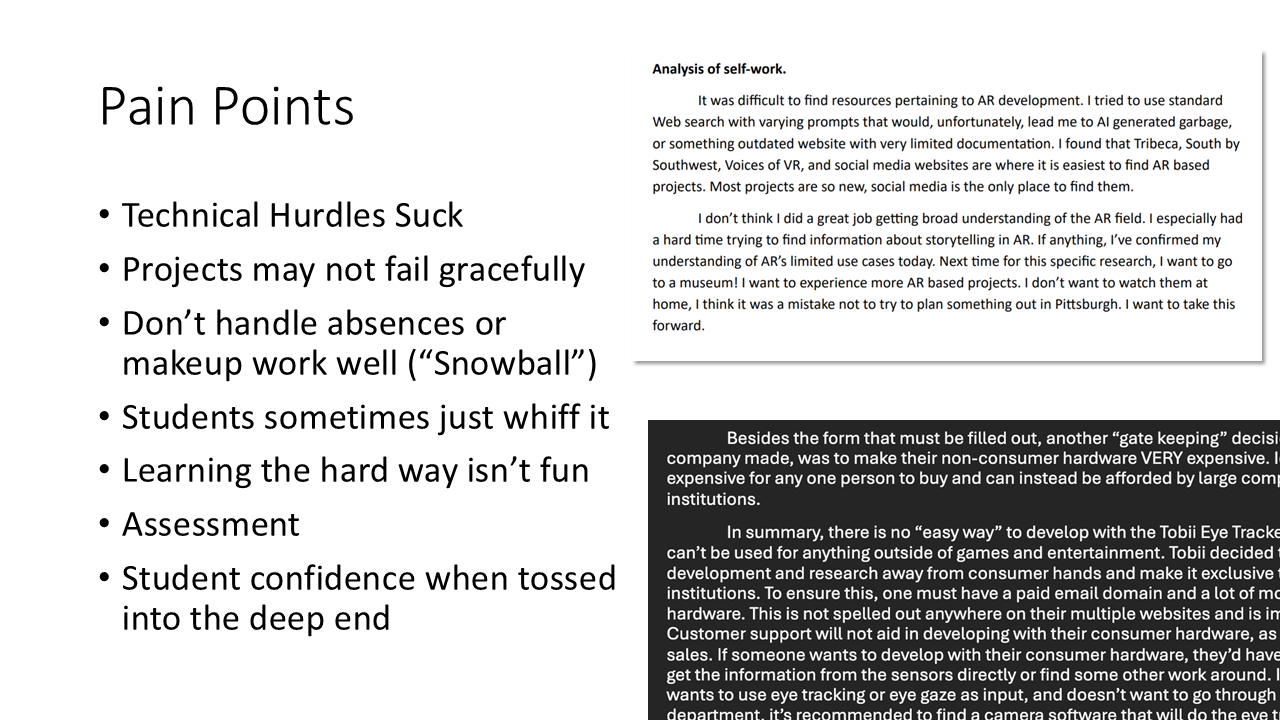 Pain Points
• Technical Hurdles Suck
• Projects may not fail gracefully
• Don’t handle absences or
makeup work well (“Snowball”)
• Students sometimes just whiff it
• Learning the hard way isn’t fun
• Assessment
• Student confidence when tossed
into the deep end
Analysis of self-work.
It was difficult to find resources pertaining to AR development. I tried to use standard
Web search with varying prompts that would, unfortunately, lead me to AI generated garbage,
or something outdated website with very limited documentation. I found that Tribeca, South by
Southwest, Voices of VR, and social media websites are where it is easiest to find AR based
projects. Most projects are so new, social media is the only place to find them.
I don’t think I did a great job getting broad understanding of the AR field. I especially had
a hard time trying to find information about storytelling in AR. If anything, I’ve confirmed my
understanding of AR’s limited use cases today. Next time for this specific research, I want to go
to a museum! I want to experience more AR based projects. I don’t want to watch them at
home, I think it was a mistake not to try to plan something out in Pittsburgh. I want to take this
forward.
Besides the form that must be filled out, another “gate keeping”
company made, was to make their non-consumer hardware VERY expensive.
expensive for any one person to buy and can instead be afforded by large
institutions.
In summary, there is no “easy way” to develop with the Tobii Eye
can’t be used for anything outside of games and entertainment. Tobii decided
development and research away from consumer hands and make it exclusive
institutions. To ensure this, one must have a paid email domain and a lot of
hardware. This is not spelled out anywhere on their multiple websites and is
Customer support will not aid in developing with their consumer hardware, as
sales. If someone wants to develop with their consumer hardware, they’d have
get the information from the sensors directly or find some other work around.
wants to use eye tracking or eye gaze as input, and doesn’t want to go through
department, it’s recommended to find a camera software that will do the eye